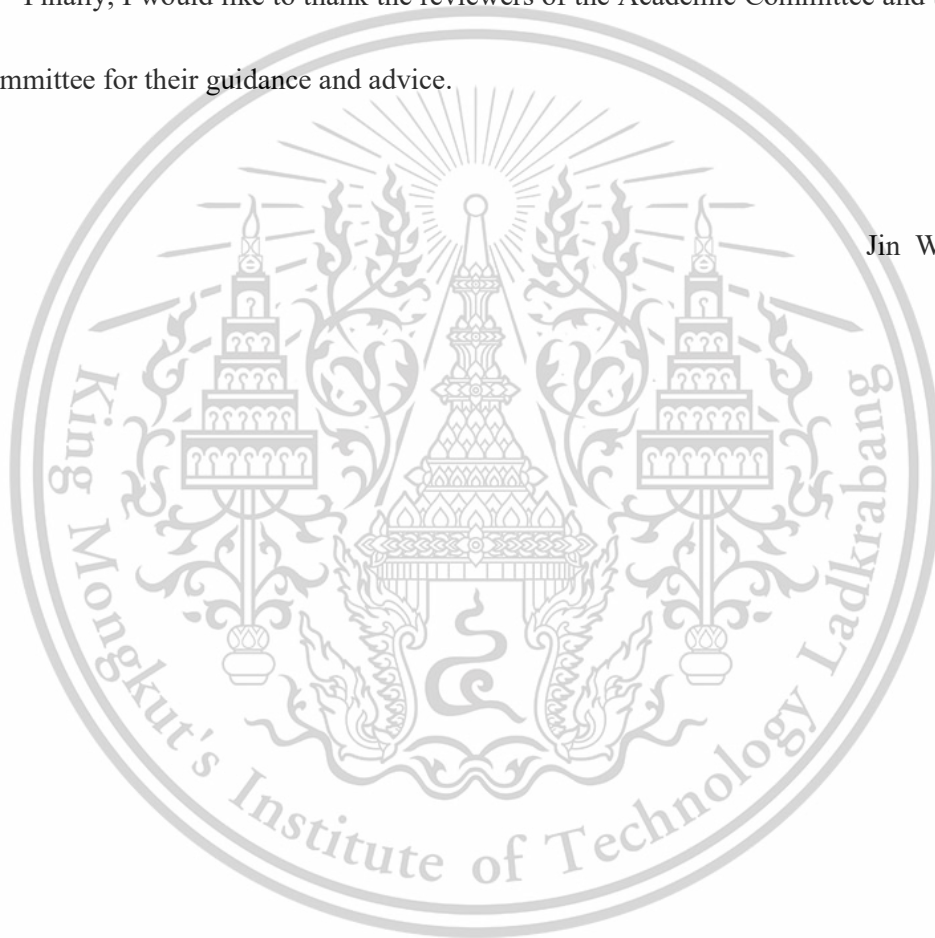 Finally, I would like to thank the reviewers of the Academic Committee and
mmittee for their guidance and advice.
Jin W
King Mongkut's Institute of Technology Ladkrabang